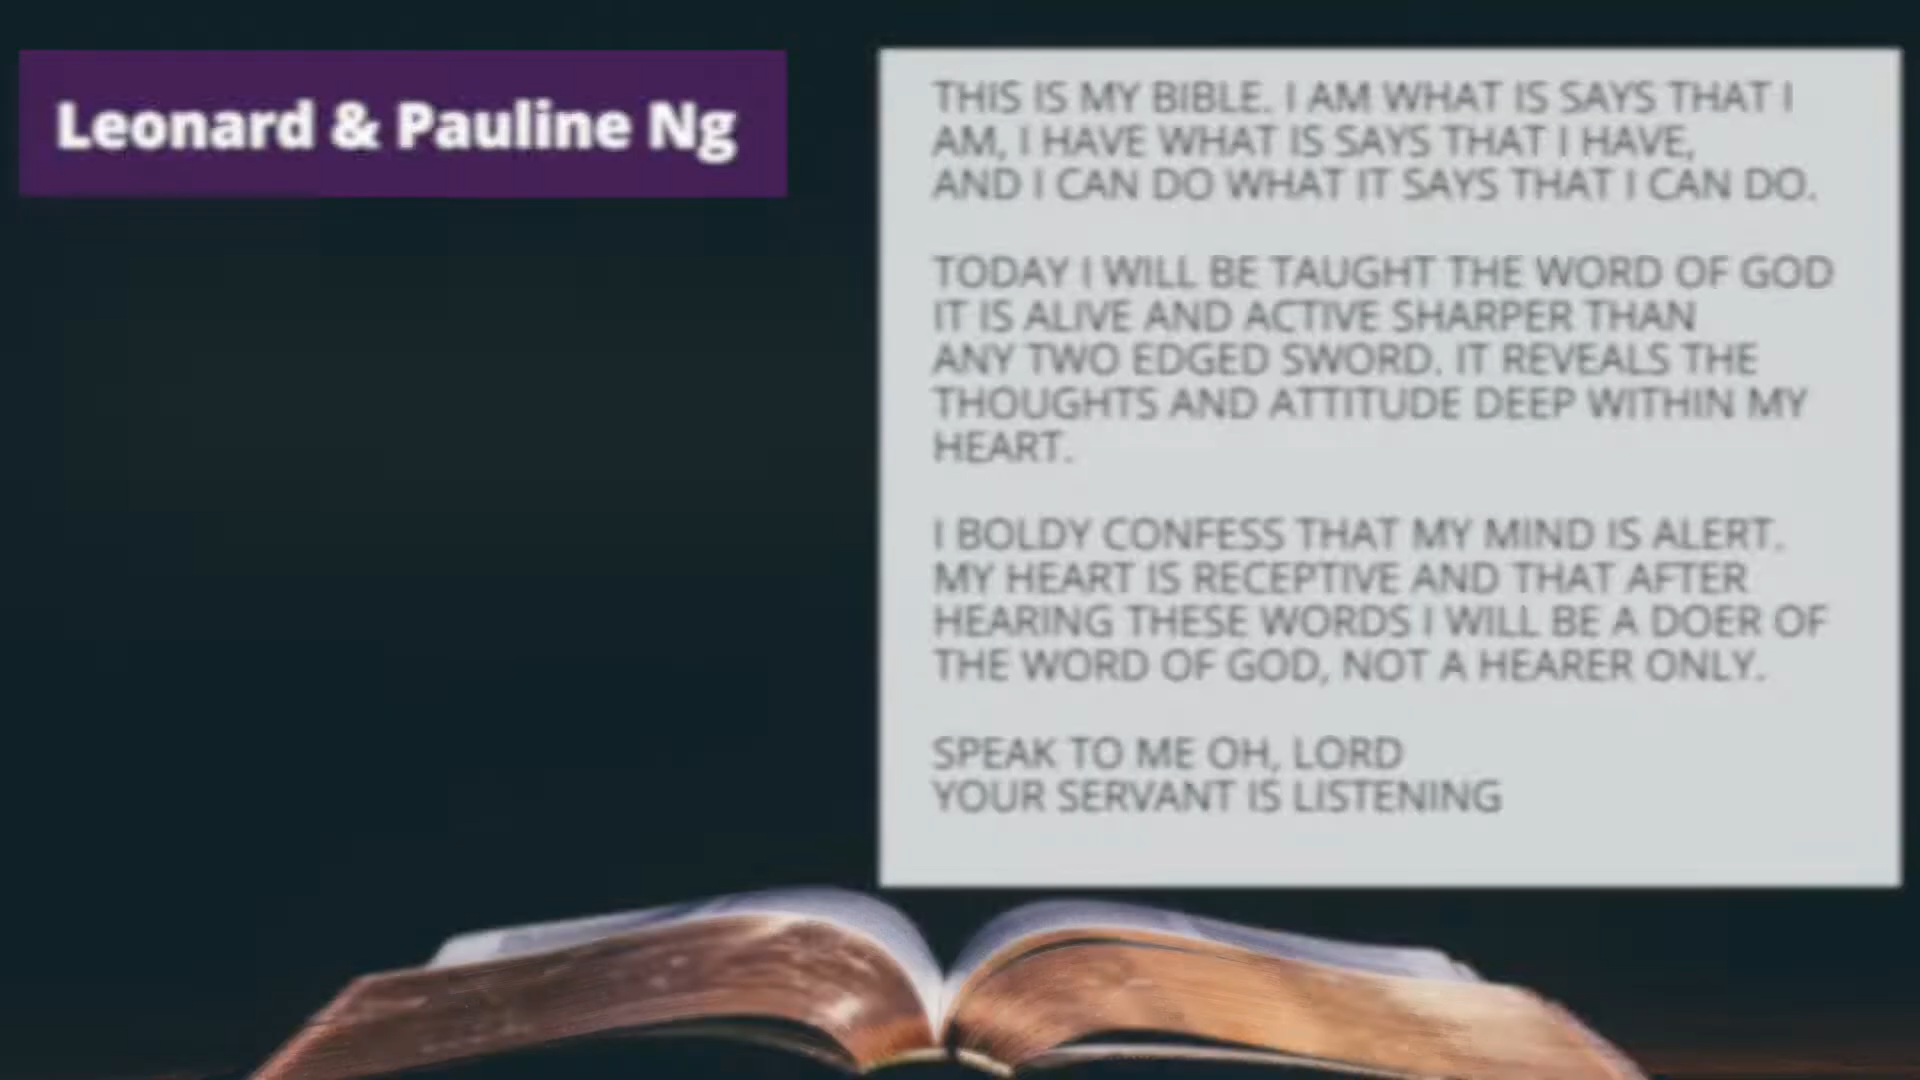 Leonard & Pauline Ng
THIS IS MY BIBLE. I AM WHAT IS SAYS THAT I
AM, I HAVE WHAT IS SAYS THAT I HAVE,
AND I CAN DO WHAT IT SAYS THAT I CAN DO.
TODAY I WILL BE TAUGHT THE WORD OF GOD
IT IS ALIVE AND ACTIVE SHARPER THAN
ANY TWO EDGED SWORD. IT REVEALS THE
THOUGHTS AND ATTITUDE DEEP WITHIN MY
HEART.
I BOLDY CONFESS THAT MY MIND IS ALERT.
MY HEART IS RECEPTIVE AND THAT AFTER
HEARING THESE WORDS I WILL BE A DOER OF
THE WORD OF GOD, NOT A HEARER ONLY.
SPEAK TO ME OH, LORD
YOUR SERVANT IS LISTENING